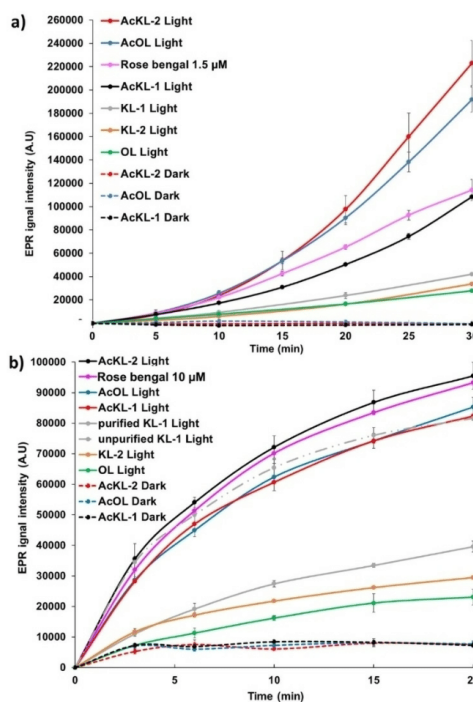 a)
260000
240000
220000
200000
180000
160000
140000
120000
100000
80000
60000
40000
20000
-
EPR ignal intensity (A.U)
AcKL-2 Light
AcOL Light
Rose bengal 1.5 µM
AcKL-1 Light
KL-1 Light
KL-2 Light
OL Light
AcKL-2 Dark
AcOL Dark
AcKL-1 Dark
0 5 10 15 20 25 30
Time (min)
b)
100000
90000
80000
70000
60000
50000
40000
30000
20000
10000
0
EPR ignal intensity (A.U)
AcKL-2 Light
Rose bengal 10 µM
AcOL Light
AcKL-1 Light
purified KL-1 Light
unpurified KL-1 Light
KL-2 Light
OL Light
AcKL-2 Dark
AcOL Dark
AcKL-1 Dark
0 5 10 15
Time (min)